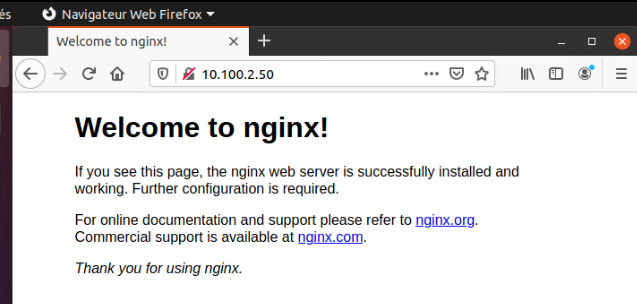 és
Navigateur Web Firefox
Welcome to nginx!
10.100.2.50
Welcome to nginx!
If you see this page, the nginx web server is successfully installed and
working. Further configuration is required.
For online documentation and support please refer to nginx.org.
Commercial support is available at nginx.com.
Thank you for using nginx.